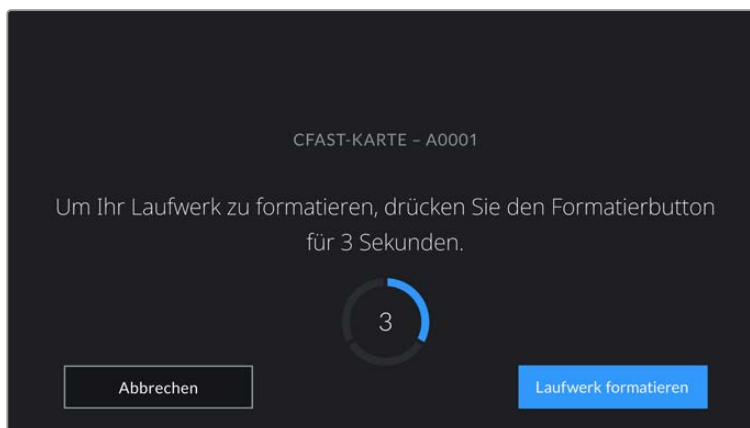 CFAST-KARTE – A0001
Um Ihr Laufwerk zu formatieren, drücken Sie den Formatierbutton
für 3 Sekunden.
3
Abbrechen
Laufwerk formatieren